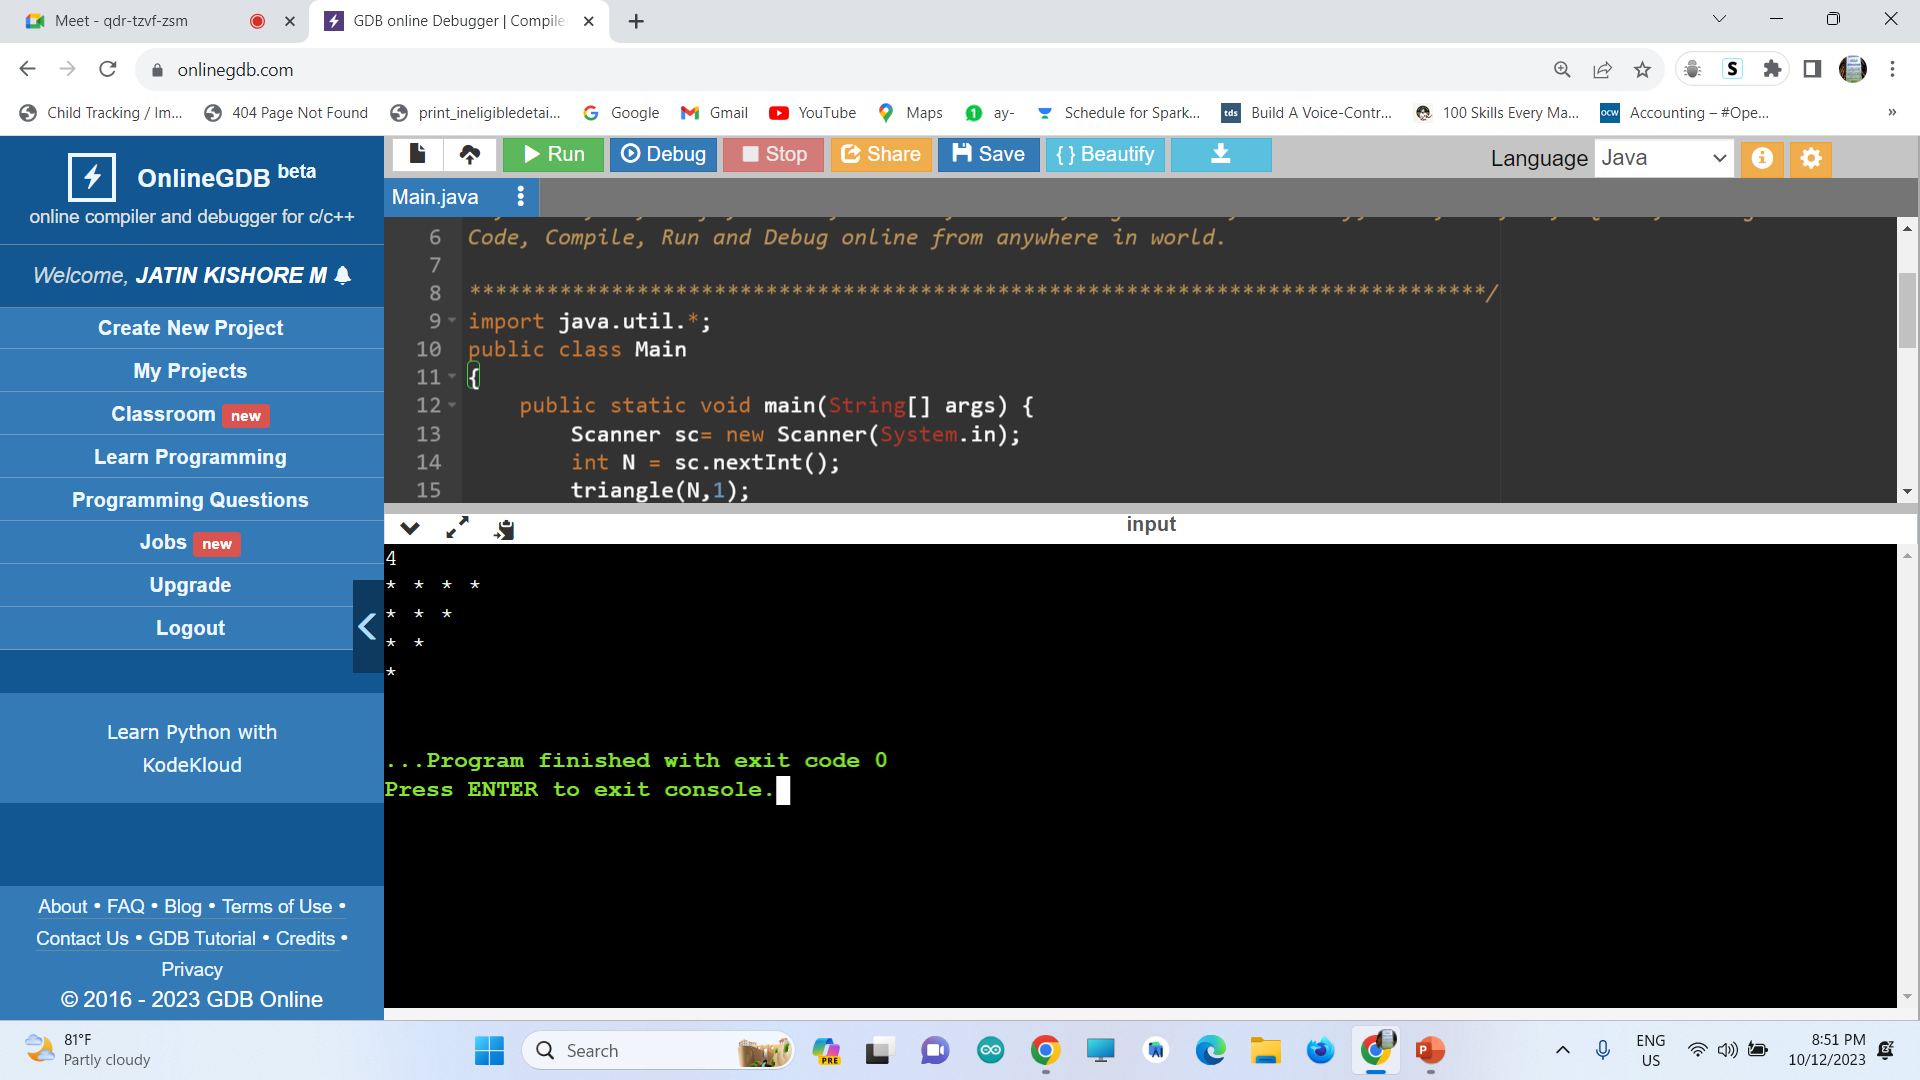 Meet - qdr-tzvf-zsm
GDB online Debugger | Compile
onlinegdb.com
S
Child Tracking / Im...
404 Page Not Found
print_ineligibledetai...
Google
Gmail
YouTube
Maps
1
ay-
Schedule for Spark...
tds
Build A Voice-Contr...
100 Skills Every Ma...
OCW
Accounting – #Ope...
»
OnlineGDB beta
online compiler and debugger for c/c++
Welcome, JATIN KISHORE M
Create New Project
My Projects
Classroom new
Learn Programming
Programming Questions
Jobs new
Upgrade
Logout
Learn Python with
KodeKloud
About • FAQ • Blog • Terms of Use •
Contact Us • GDB Tutorial • Credits •
Privacy
© 2016 - 2023 GDB Online
Run
Debug
Stop
Share
Save
{ } Beautify
Language
Java
Main.java
6 Code, Compile, Run and Debug online from anywhere in world.
7
8 *******************************************************************************/
9 import java.util.*;
10 public class Main
11 {
12 public static void main(String[] args) {
13 Scanner sc= new Scanner(System.in);
14 int N = sc.nextInt();
15 triangle(N,1);
input
4
* * * *
* * *
* *
*
...Program finished with exit code 0
Press ENTER to exit console.
81°F
Partly cloudy
Search
PRE
ENG
US
8:51 PM
10/12/2023